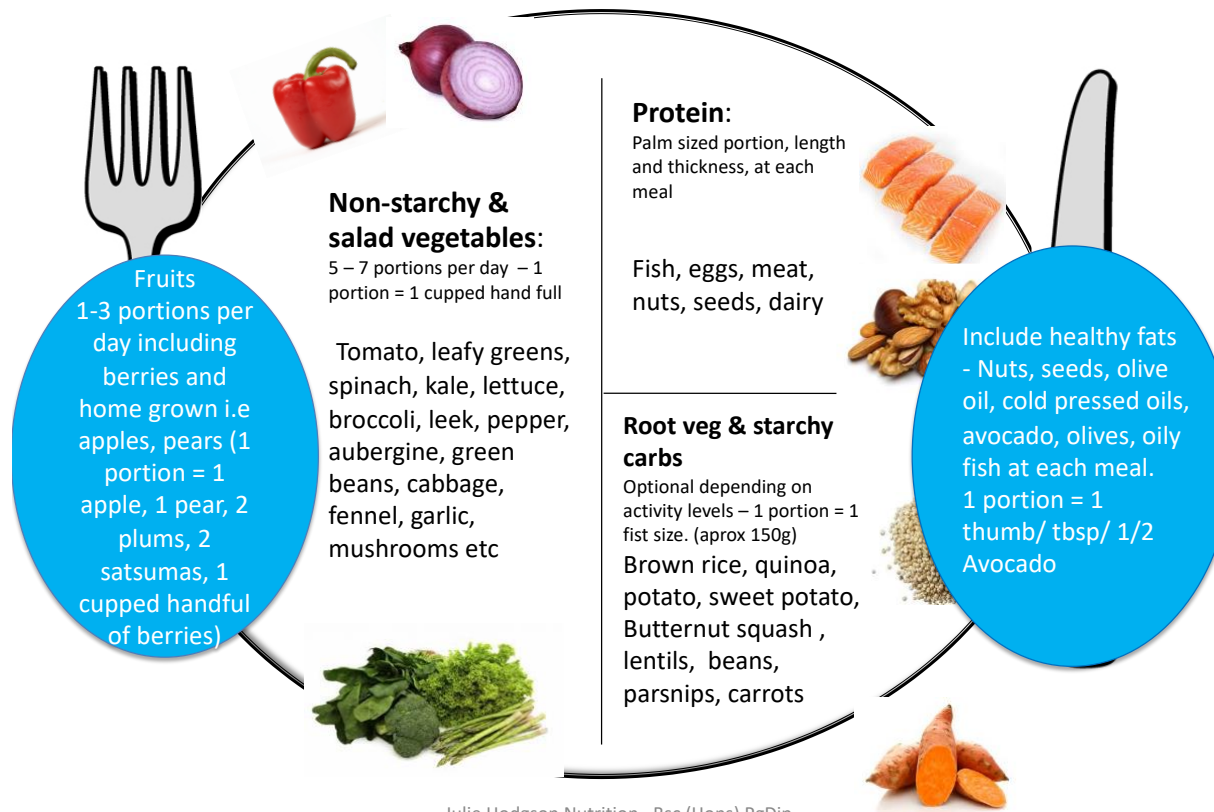 Fruits
1-3 portions per
day including
berries and
home grown i.e
apples, pears (1
portion = 1
apple, 1 pear, 2
plums, 2
satsumas, 1
cupped handful
of berries)
Non-starchy &
salad vegetables:
5 – 7 portions per day – 1
portion = 1 cupped hand full
Tomato, leafy greens,
spinach, kale, lettuce,
broccoli, leek, pepper,
aubergine, green
beans, cabbage,
fennel, garlic,
mushrooms etc
Protein:
Palm sized portion, length
and thickness, at each
meal
Fish, eggs, meat,
nuts, seeds, dairy
Root veg & starchy
carbs
Optional depending on
activity levels – 1 portion = 1
fist size. (aprox 150g)
Brown rice, quinoa,
potato, sweet potato,
Butternut squash ,
lentils, beans,
parsnips, carrots
Include healthy fats
- Nuts, seeds, olive
oil, cold pressed oils,
avocado, olives, oily
fish at each meal.
1 portion = 1
thumb/ tbsp/ 1/2
Avocado
Julie Hodgson Nutrition - Bsc (Hons) PgDip